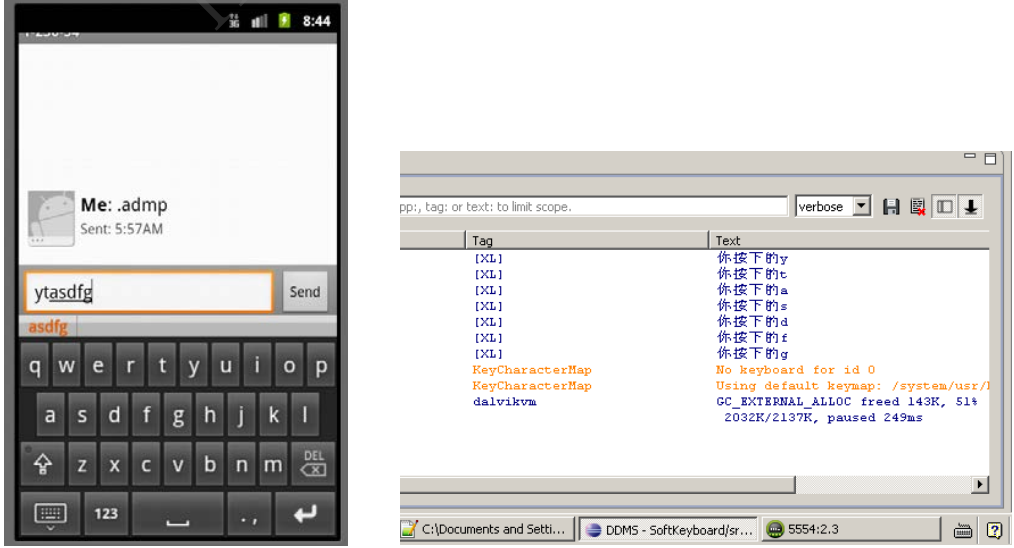 3G 8:44
Me: .admp
Sent: 5:57AM
ytasdfg Send
asdfg
q w e r t y u i o p
a s d f g h j k l
z x c v b n m DEL
123 . ,
pp:, tag: or text: to limit scope. verbose
Tag Text
[XL] 你按下的y
[XL] 你按下的t
[XL] 你按下的a
[XL] 你按下的s
[XL] 你按下的d
[XL] 你按下的f
[XL] 你按下的g
KeyCharacterMap No keyboard for id 0
KeyCharacterMap Using default keymap: /system/usr/
dalvikvm GC_EXTERNAL_ALLOC freed 143K, 51%
2032K/2137K, paused 249ms
C:\Documents and Setti... DDMS - SoftKeyboard/sr... 5554:2.3